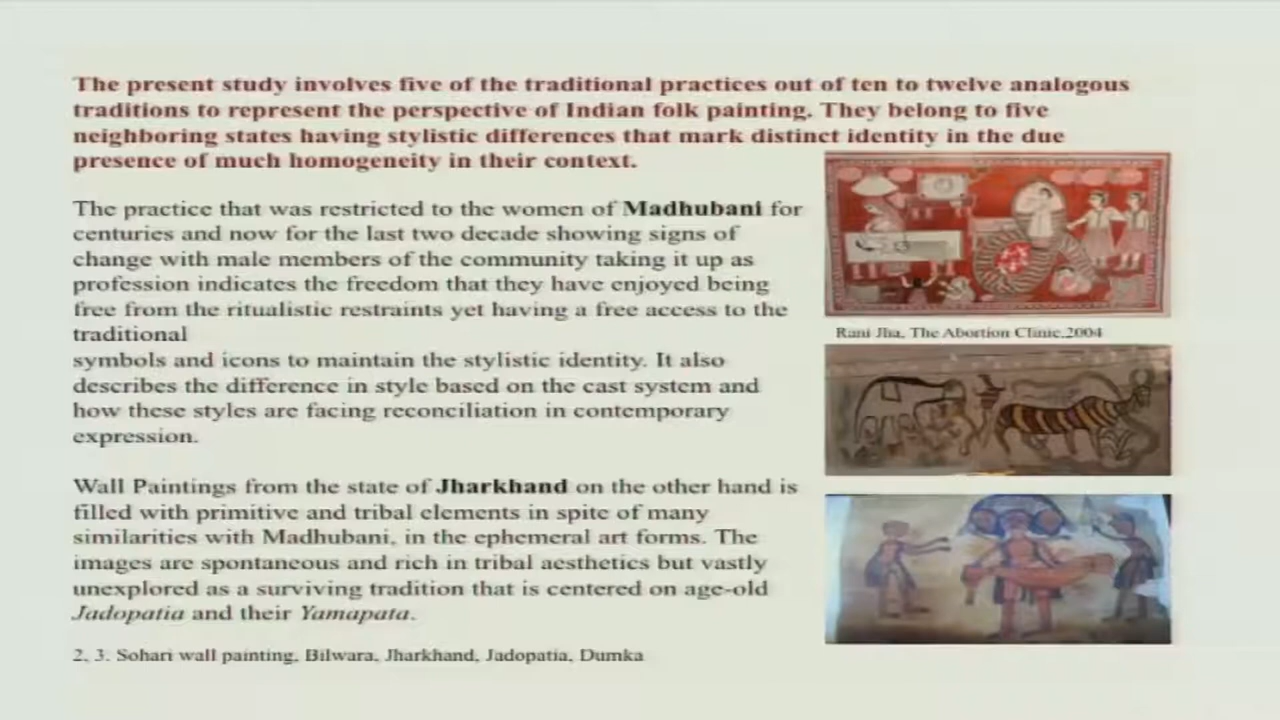 The present study involves five of the traditional practices out of ten to twelve analogous
traditions to represent the perspective of Indian folk painting. They belong to five
neighboring states having stylistic differences that mark distinct identity in the due
presence of much homogeneity in their context.
The practice that was restricted to the women of Madhubani for
centuries and now for the last two decade showing signs of
change with male members of the community taking it up as
profession indicates the freedom that they have enjoyed being
free from the ritualistic restraints yet having a free access to the
traditional
symbols and icons to maintain the stylistic identity. It also
describes the difference in style based on the cast system and
how these styles are facing reconciliation in contemporary
expression.
Rani Jha, The Abortion Clinic,2004
Wall Paintings from the state of Jharkhand on the other hand is
filled with primitive and tribal elements in spite of many
similarities with Madhubani, in the ephemeral art forms. The
images are spontaneous and rich in tribal aesthetics but vastly
unexplored as a surviving tradition that is centered on age-old
Jadopatia and their Yamapata.
2, 3. Sohari wall painting, Bilwara, Jharkhand, Jadopatia, Dumka